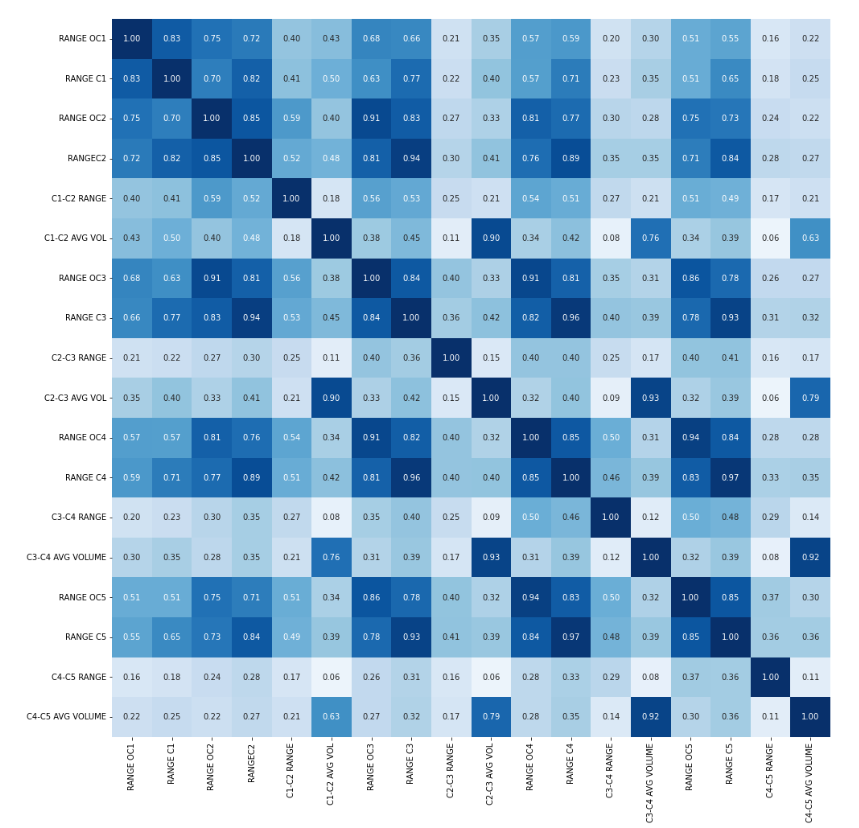 RANGE OC1 1.00 0.83 0.75 0.72 0.40 0.43 0.68 0.66 0.21 0.35 0.57 0.59 0.20 0.30 0.51 0.55 0.16 0.22
RANGE C1 0.83 1.00 0.70 0.82 0.41 0.50 0.63 0.77 0.22 0.40 0.57 0.71 0.23 0.35 0.51 0.65 0.18 0.25
RANGE OC2 0.75 0.70 1.00 0.85 0.59 0.40 0.91 0.83 0.27 0.33 0.81 0.77 0.30 0.28 0.75 0.73 0.24 0.22
RANGEC2 0.72 0.82 0.85 1.00 0.52 0.48 0.81 0.94 0.30 0.41 0.76 0.89 0.35 0.35 0.71 0.84 0.28 0.27
C1-C2 RANGE 0.40 0.41 0.59 0.52 1.00 0.18 0.56 0.53 0.25 0.21 0.54 0.51 0.27 0.21 0.51 0.49 0.17 0.21
C1-C2 AVG VOL 0.43 0.50 0.40 0.48 0.18 1.00 0.38 0.45 0.11 0.90 0.34 0.42 0.08 0.76 0.34 0.39 0.06 0.63
RANGE OC3 0.68 0.63 0.91 0.81 0.56 0.38 1.00 0.84 0.40 0.33 0.91 0.81 0.35 0.31 0.86 0.78 0.26 0.27
RANGE C3 0.66 0.77 0.83 0.94 0.53 0.45 0.84 1.00 0.36 0.42 0.82 0.96 0.40 0.39 0.78 0.93 0.31 0.32
C2-C3 RANGE 0.21 0.22 0.27 0.30 0.25 0.11 0.40 0.36 1.00 0.15 0.40 0.40 0.25 0.17 0.40 0.41 0.16 0.17
C2-C3 AVG VOL 0.35 0.40 0.33 0.41 0.21 0.90 0.33 0.42 0.15 1.00 0.32 0.40 0.09 0.93 0.32 0.39 0.06 0.79
RANGE OC4 0.57 0.57 0.81 0.76 0.54 0.34 0.91 0.82 0.40 0.32 1.00 0.85 0.50 0.31 0.94 0.84 0.28 0.28
RANGE C4 0.59 0.71 0.77 0.89 0.51 0.42 0.81 0.96 0.40 0.40 0.85 1.00 0.46 0.39 0.83 0.97 0.33 0.35
C3-C4 RANGE 0.20 0.23 0.30 0.35 0.27 0.08 0.35 0.40 0.25 0.09 0.50 0.46 1.00 0.12 0.50 0.48 0.29 0.14
C3-C4 AVG VOLUME 0.30 0.35 0.28 0.35 0.21 0.76 0.31 0.39 0.17 0.93 0.31 0.39 0.12 1.00 0.32 0.39 0.08 0.92
RANGE OC5 0.51 0.51 0.75 0.71 0.51 0.34 0.86 0.78 0.40 0.32 0.94 0.83 0.50 0.32 1.00 0.85 0.37 0.30
RANGE C5 0.55 0.65 0.73 0.84 0.49 0.39 0.78 0.93 0.41 0.39 0.84 0.97 0.48 0.39 0.85 1.00 0.36 0.36
C4-C5 RANGE 0.16 0.18 0.24 0.28 0.17 0.06 0.26 0.31 0.16 0.06 0.28 0.33 0.29 0.08 0.37 0.36 1.00 0.11
C4-C5 AVG VOLUME 0.22 0.25 0.22 0.27 0.21 0.63 0.27 0.32 0.17 0.79 0.28 0.35 0.14 0.92 0.30 0.36 0.11 1.00
RANGE OC1
RANGE C1
RANGE OC2
RANGEC2
C1-C2 RANGE
C1-C2 AVG VOL
RANGE OC3
RANGE C3
C2-C3 RANGE
C2-C3 AVG VOL
RANGE OC4
RANGE C4
C3-C4 RANGE
C3-C4 AVG VOLUME
RANGE OC5
RANGE C5
C4-C5 RANGE
C4-C5 AVG VOLUME